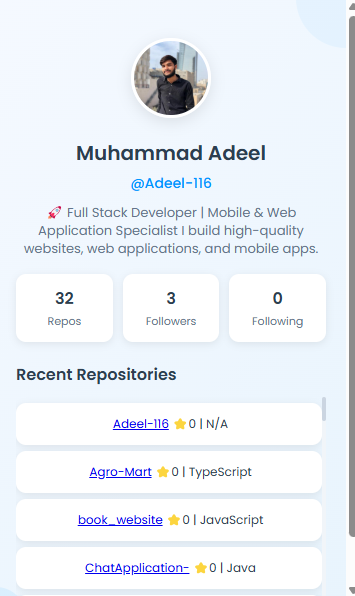 Muhammad Adeel
@Adeel-116
🚀 Full Stack Developer | Mobile & Web
Application Specialist I build high-quality
websites, web applications, and mobile apps.
32 3 0
Repos Followers Following
Recent Repositories
Adeel-116 ⭐0 | N/A
Agro-Mart ⭐0 | TypeScript
book_website ⭐0 | JavaScript
ChatApplication- ⭐0 | Java